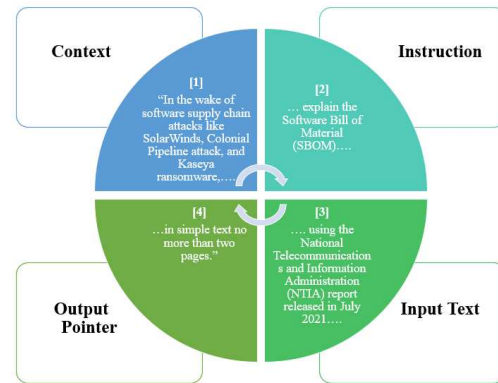 Context
Instruction
[1]
“In the wake of
software supply chain
attacks like
SolarWinds, Colonial
Pipeline attack, and
Kaseya
ransomware,….
[2]
… explain the
Software Bill of
Material
(SBOM)….
[4]
…in simple text no
more than two
pages.”
[3]
…. using the
National
Telecommunication
s and Information
Administration
(NTIA) report
released in July
2021….
Output
Pointer
Input Text